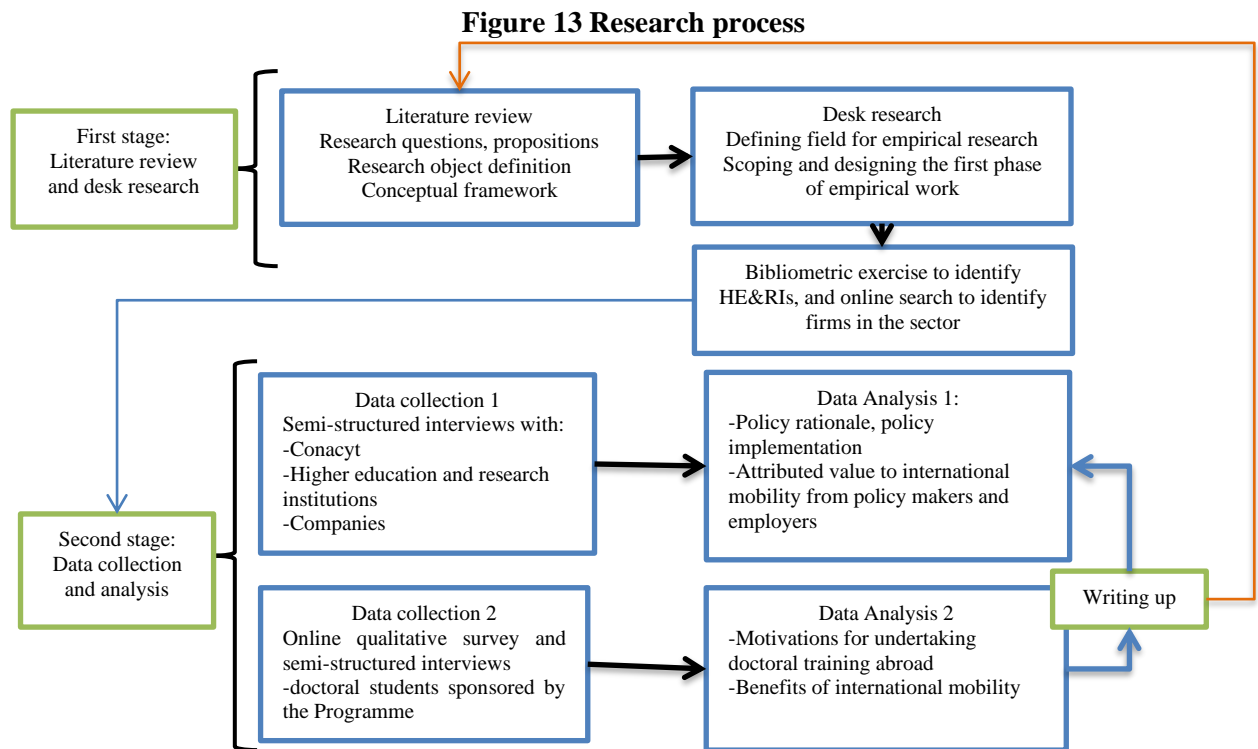 Figure 13 Research process
First stage:
Literature review
and desk research
Literature review
Research questions, propositions
Research object definition
Conceptual framework
Desk research
Defining field for empirical research
Scoping and designing the first phase
of empirical work
Bibliometric exercise to identify
HE&RIs, and online search to identify
firms in the sector
Second stage:
Data collection
and analysis
Data collection 1
Semi-structured interviews with:
-Conacyt
-Higher education and research
institutions
-Companies
Data Analysis 1:
-Policy rationale, policy
implementation
-Attributed value to international
mobility from policy makers and
employers
Data collection 2
Online qualitative survey and
semi-structured interviews
-doctoral students sponsored by
the Programme
Data Analysis 2
-Motivations for undertaking
doctoral training abroad
-Benefits of international mobility
Writing up